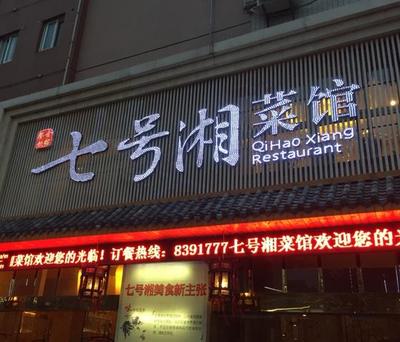 七号湘菜馆
QiHao Xiang
Restaurant
菜馆欢迎您的光临！订餐热线：8391777七号湘菜馆欢迎您的光
七号湘美食新主张